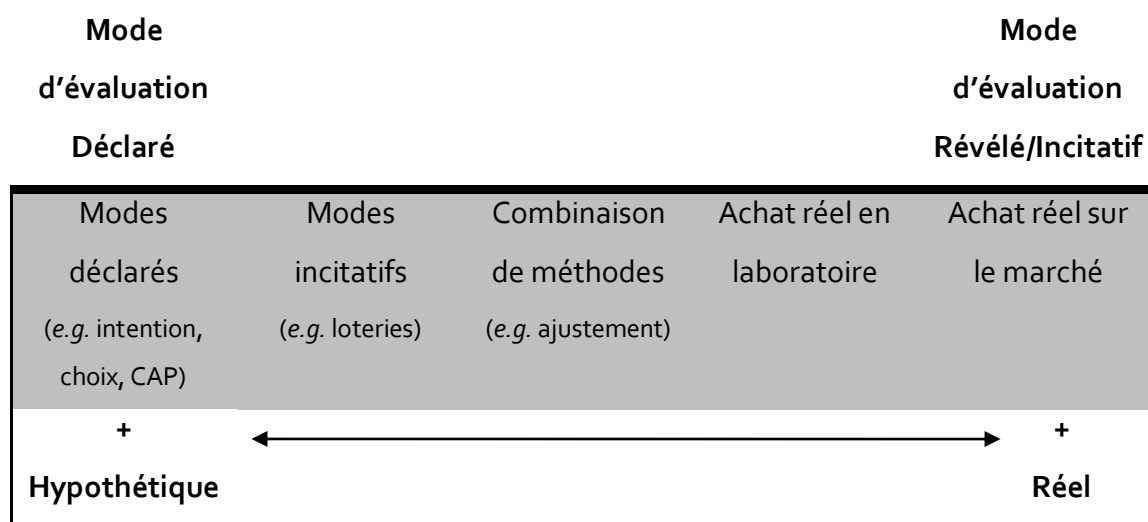 Mode
d’évaluation
Déclaré
Mode
d’évaluation
Révélé/Incitatif
Modes
déclarés
(e.g. intention,
choix, CAP)
Modes
incitatifs
(e.g. loteries)
Combinaison
de méthodes
(e.g. ajustement)
Achat réel en
laboratoire
Achat réel sur
le marché
+
Hypothétique
+
Réel